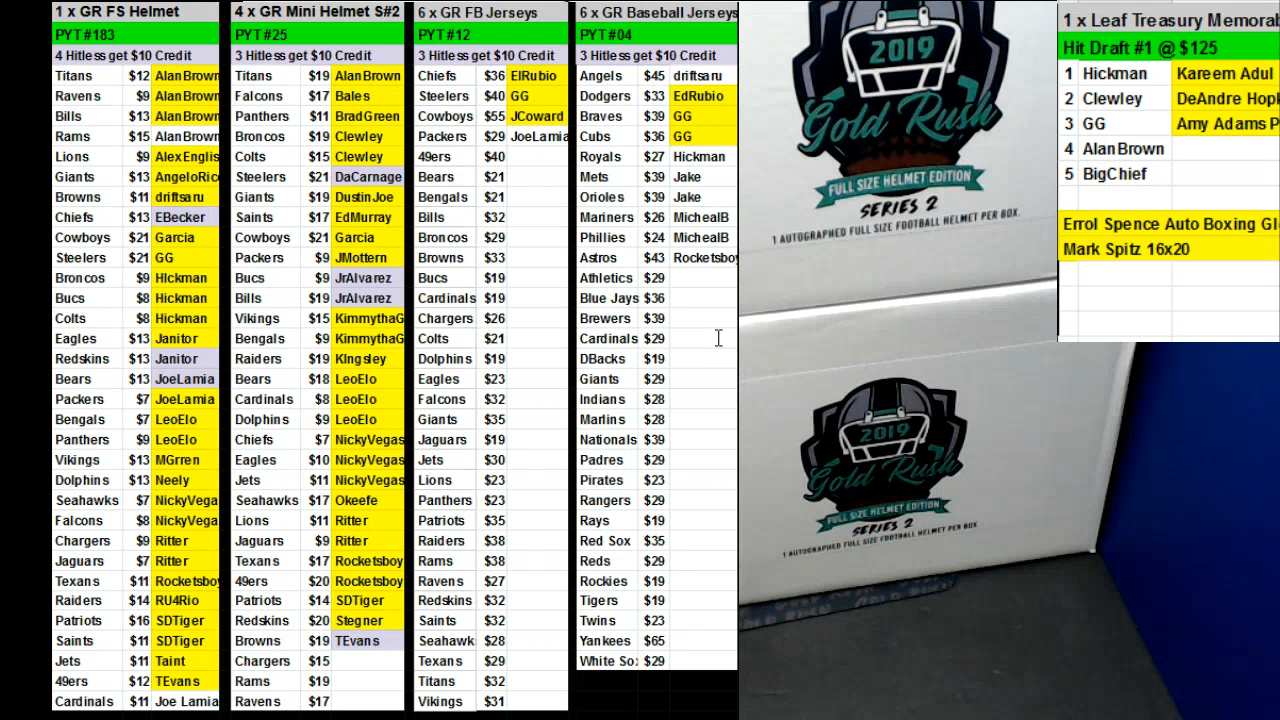 1 x GR FS Helmet
PYT #183
4 Hitless get $10 Credit
Titans $12 AlanBrown
Ravens $9 AlanBrown
Bills $13 AlanBrown
Rams $15 AlanBrown
Lions $9 AlexEnglis
Giants $13 AngeloRico
Browns $11 driftsaru
Chiefs $13 EBecker
Cowboys $21 Garcia
Steelers $21 GG
Broncos $9 HIckman
Bucs $8 Hickman
Colts $8 Hickman
Eagles $13 Janitor
Redskins $13 Janitor
Bears $13 JoeLamia
Packers $7 JoeLamia
Bengals $7 LeoElo
Panthers $9 LeoElo
Vikings $13 MGrren
Dolphins $13 Neely
Seahawks $7 NickyVega
Falcons $8 NickyVega
Chargers $9 Ritter
Jaguars $7 Ritter
Texans $11 Rocketsboy
Raiders $14 RU4Rio
Patriots $16 SDTiger
Saints $11 SDTiger
Jets $11 Taint
49ers $12 TEvans
Cardinals $11 Joe Lamia
4 x GR Mini Helmet S#2
PYT #25
3 Hitless get $10 Credit
Titans $19 AlanBrown
Falcons $17 Bales
Panthers $11 BradGreen
Broncos $19 Clewley
Colts $15 Clewley
Steelers $21 DaCarnage
Giants $19 DustinJoe
Saints $17 EdMurray
Cowboys $21 Garcia
Packers $9 JMottern
Bucs $9 JrAlvarez
Bills $19 JrAlvarez
Vikings $15 KimmythaG
Bengals $9 KimmythaG
Raiders $19 KIngsley
Bears $18 LeoElo
Cardinals $8 LeoElo
Dolphins $9 LeoElo
Chiefs $7 NickyVegas
Eagles $10 NickyVegas
Jets $11 NickyVegas
Seahawks $17 Okeefe
Lions $11 Ritter
Jaguars $9 Ritter
Texans $17 Rocketsboy
49ers $20 Rocketsboy
Patriots $14 SDTiger
Redskins $20 Stegner
Browns $19 TEvans
Chargers $15
Rams $19
Ravens $17
6 x GR FB Jerseys
PYT #12
3 Hitless get $10 Credit
Chiefs $36 ElRubio
Steelers $40 GG
Cowboys $55 JCoward
Packers $29 JoeLamia
49ers $40
Bears $21
Bengals $21
Bills $32
Broncos $29
Browns $33
Bucs $19
Cardinals $19
Chargers $26
Colts $21
Dolphins $19
Eagles $23
Falcons $32
Giants $35
Jaguars $19
Jets $30
Lions $23
Panthers $23
Patriots $35
Raiders $38
Rams $38
Ravens $27
Redskins $32
Saints $32
Seahawk $28
Texans $29
Titans $32
Vikings $31
6 x GR Baseball Jerseys
PYT #04
3 Hitless get $10 Credit
Angels $45 driftsaru
Dodgers $33 EdRubio
Braves $39 GG
Cubs $36 GG
Royals $27 Hickman
Mets $39 Jake
Orioles $39 Jake
Mariners $26 MichealB
Phillies $24 MichealB
Astros $43 Rocketsboy
Athletics $29
Blue Jays $36
Brewers $39
Cardinals $29
DBacks $19
Giants $29
Indians $28
Marlins $28
Nationals $39
Padres $29
Pirates $23
Rangers $29
Rays $19
Red Sox $35
Reds $29
Rockies $19
Tigers $19
Twins $23
Yankees $65
White Sox $29
2019
Gold Rush
FULL SIZE HELMET EDITION
SERIES 2
1 AUTOGRAPHED FULL SIZE FOOTBALL HELMET PER BOX.
2019
Gold Rush
FULL SIZE HELMET EDITION
SERIES 2
1 AUTOGRAPHED FULL SIZE FOOTBALL HELMET PER BOX
1 x Leaf Treasury Memorab
Hit Draft #1 @ $125
1 Hickman Kareem Adul
2 Clewley DeAndre Hopk
3 GG Amy Adams P
4 AlanBrown
5 BigChief
Errol Spence Auto Boxing Gl
Mark Spitz 16x20